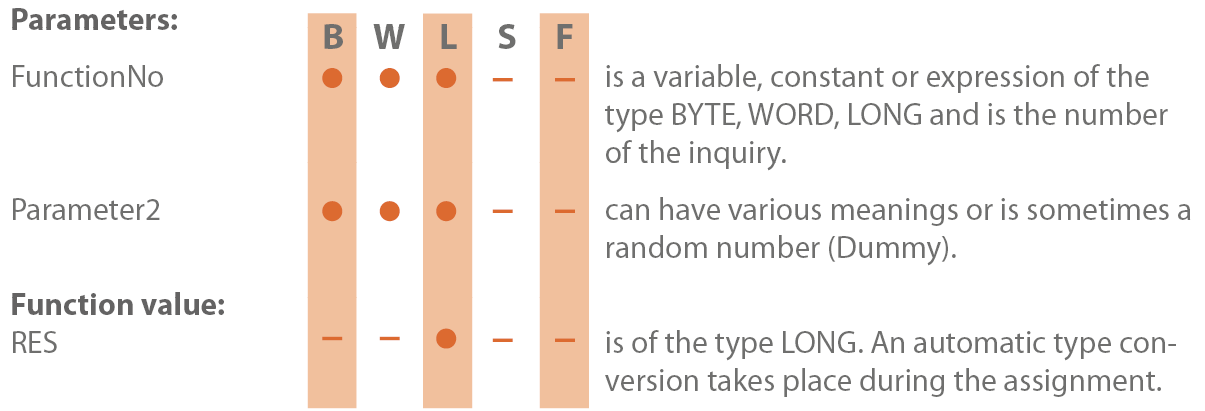 Parameters:
B W L S F
FunctionNo ● ● ● – – is a variable, constant or expression of the
type BYTE, WORD, LONG and is the number
of the inquiry.
Parameter2 ● ● ● – – can have various meanings or is sometimes a
random number (Dummy).
Function value:
RES – – ● – – is of the type LONG. An automatic type con-
version takes place during the assignment.